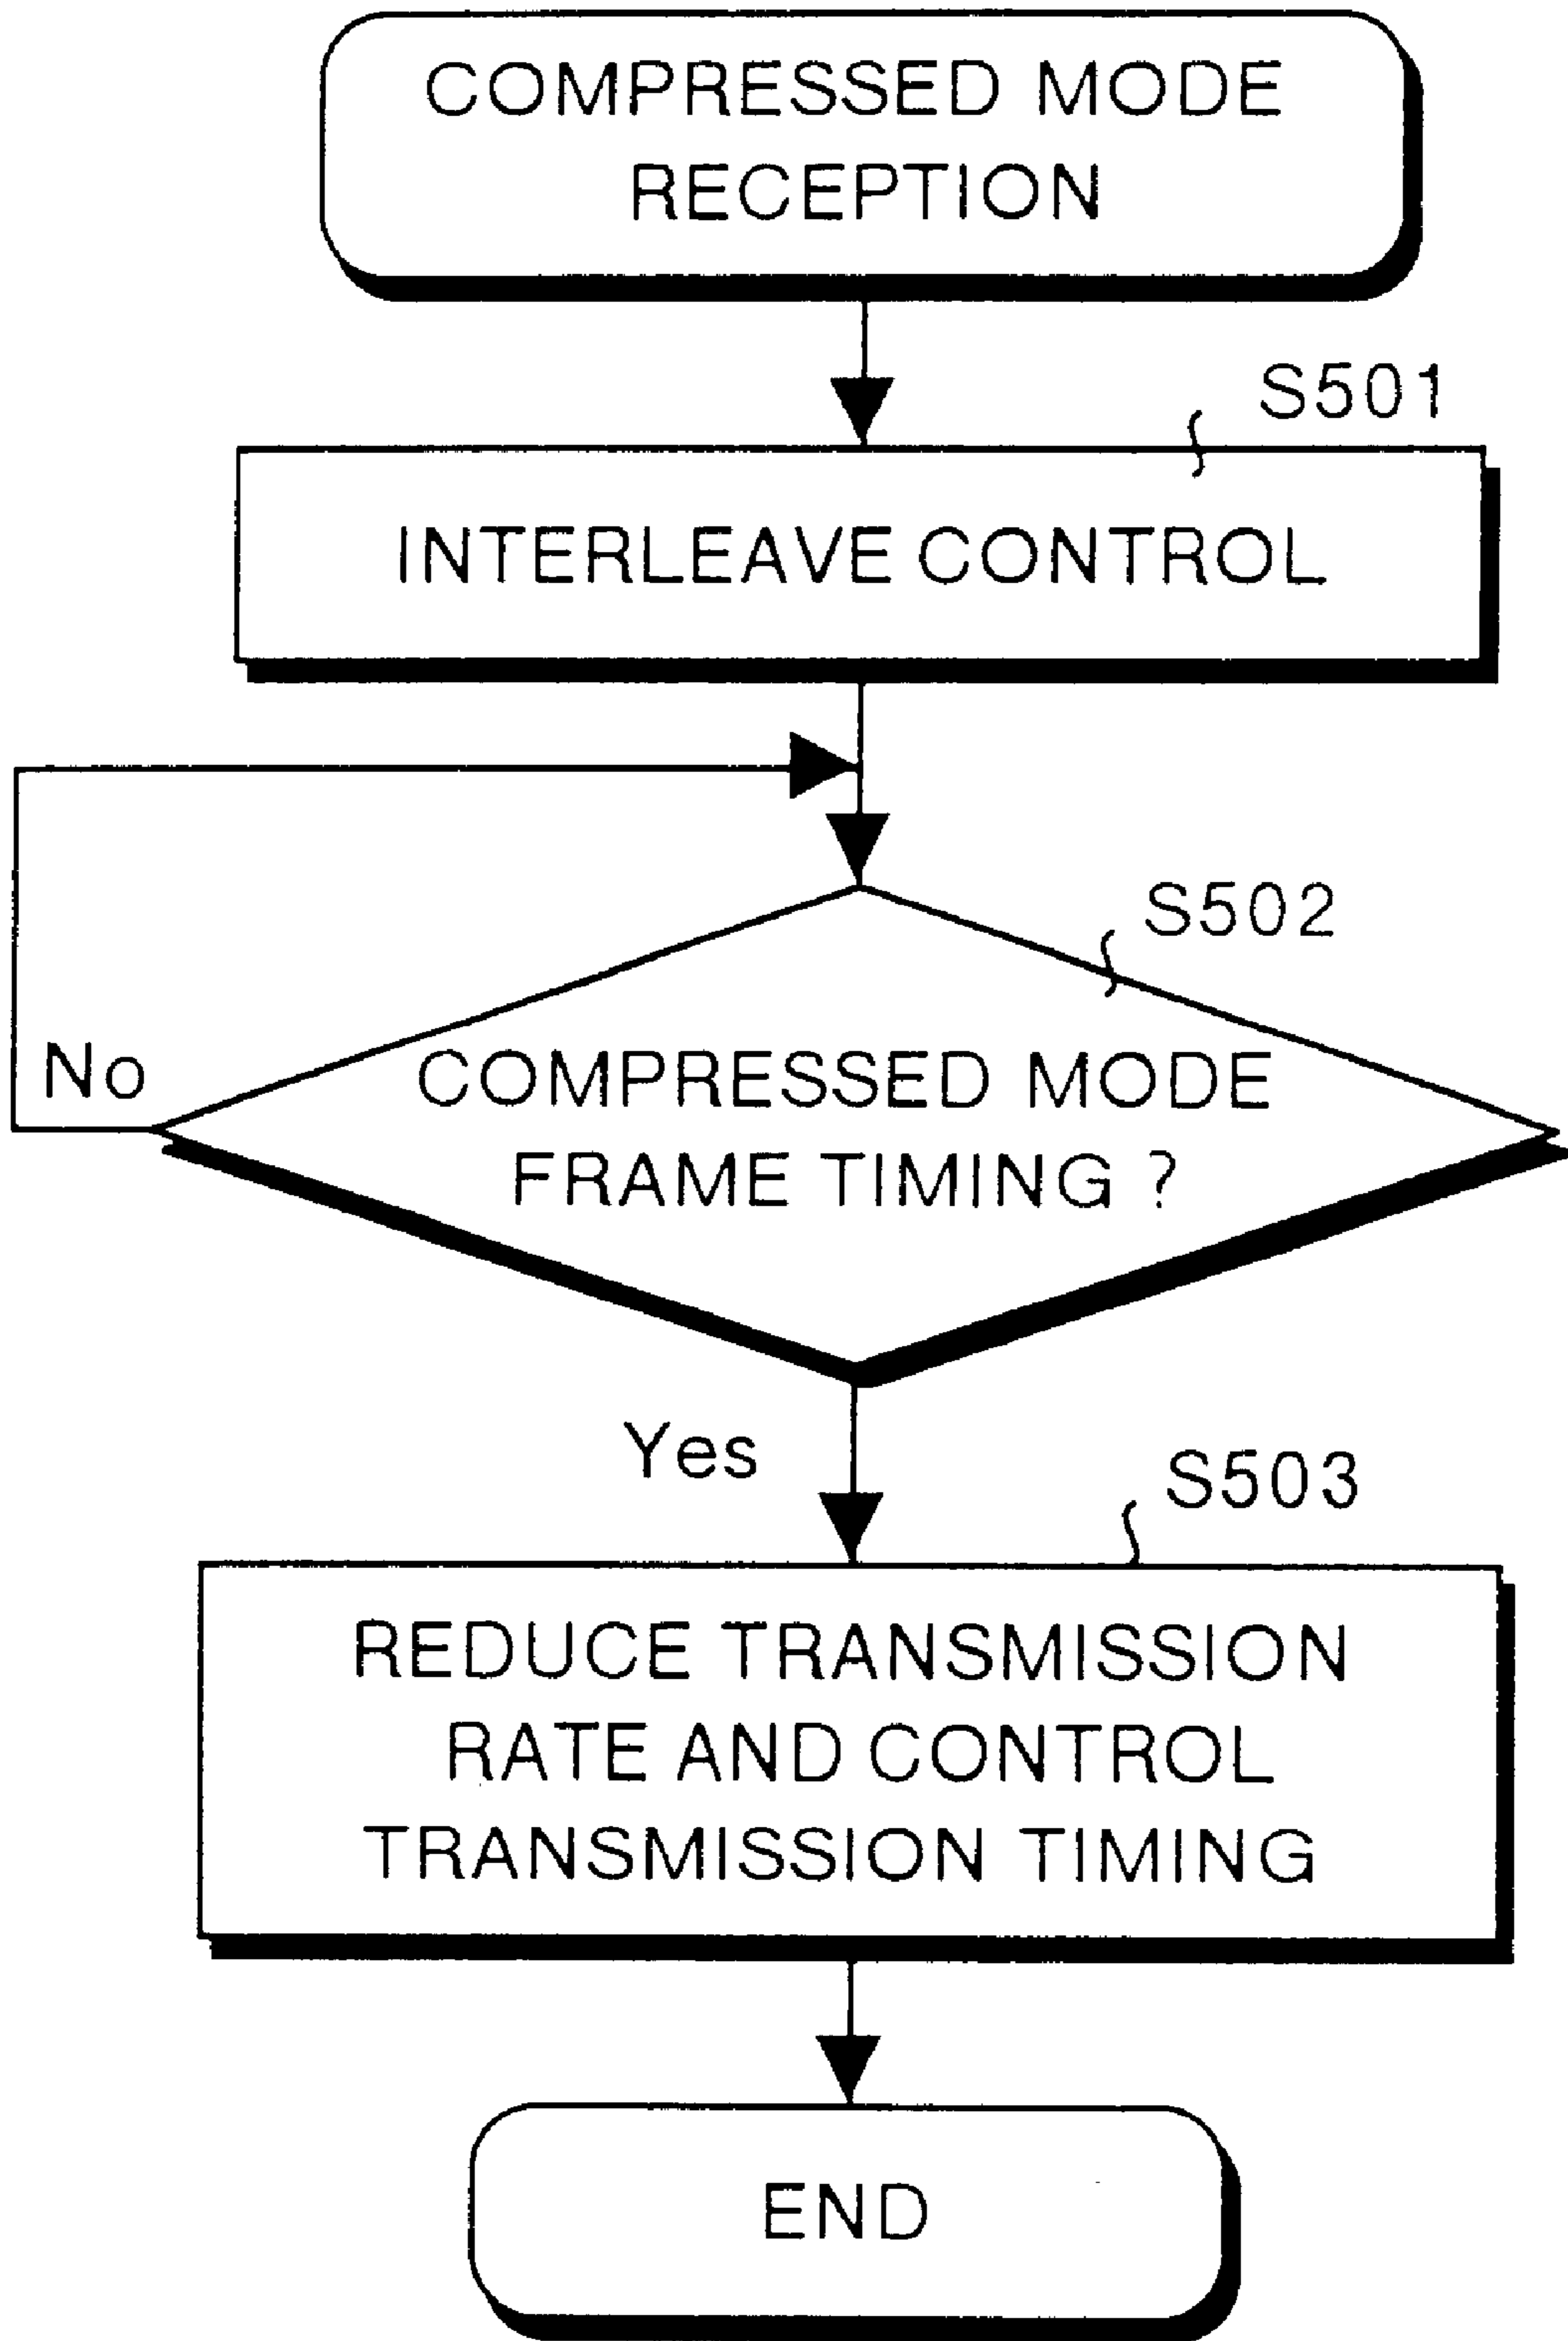 COMPRESSED MODE
RECEPTION
S501
INTERLEAVE CONTROL
S502
No
COMPRESSED MODE
FRAME TIMING ?
Yes
S503
REDUCE TRANSMISSION
RATE AND CONTROL
TRANSMISSION TIMING
END